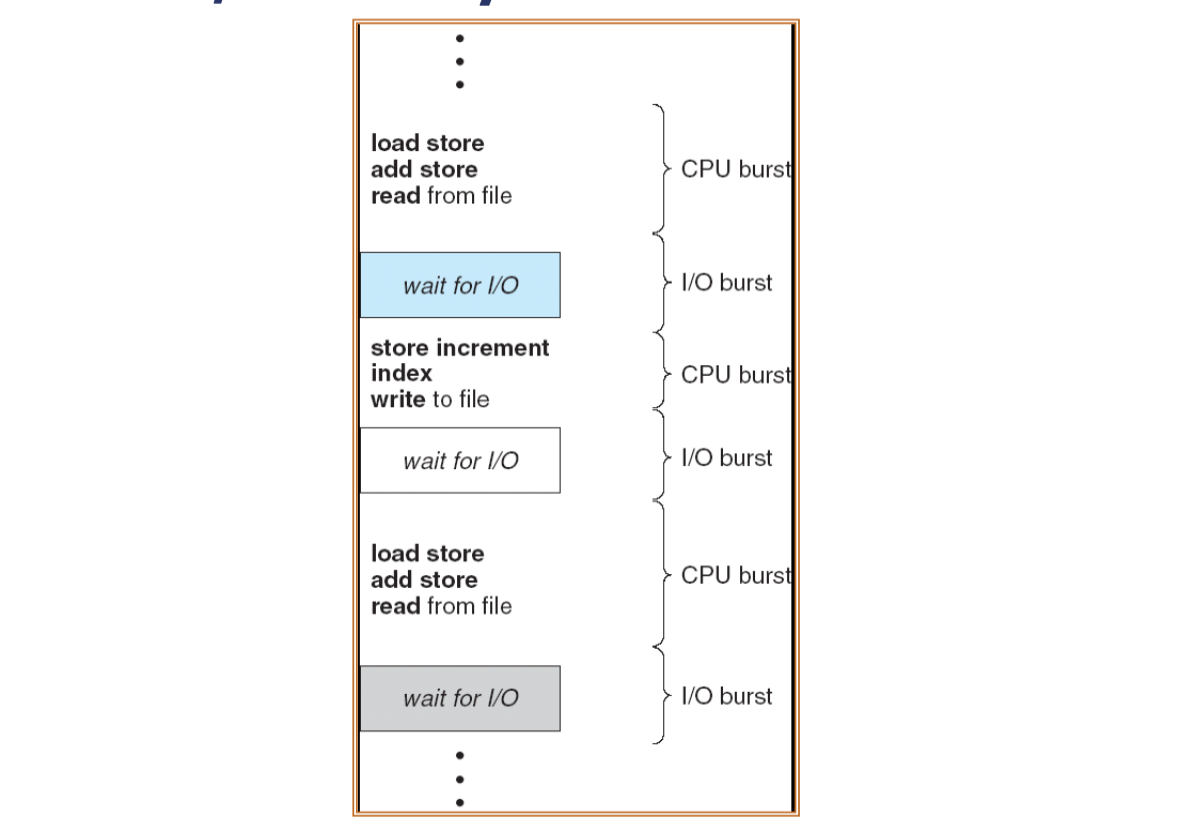 load store
add store
read from file
CPU burst
wait for I/O
I/O burst
store increment
index
write to file
CPU burst
wait for I/O
I/O burst
load store
add store
read from file
CPU burst
wait for I/O
I/O burst